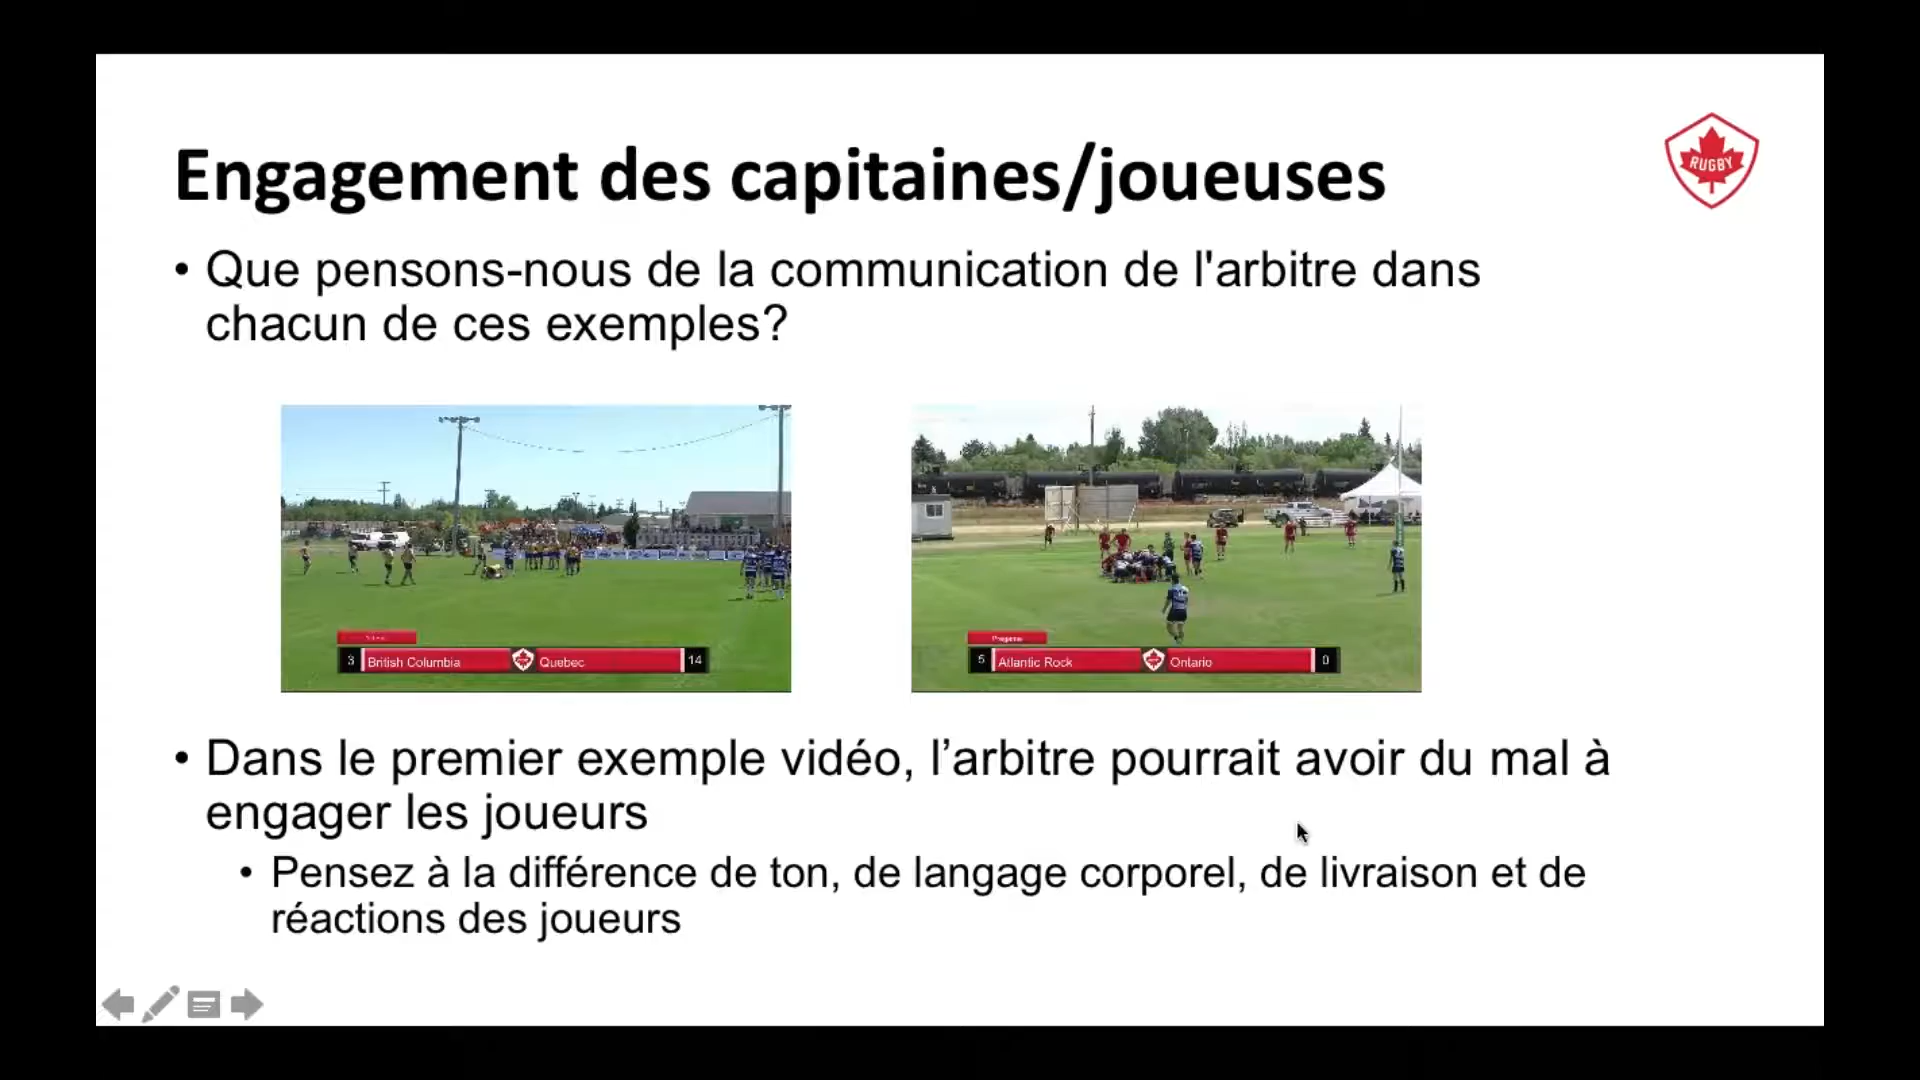 Engagement des capitaines/joueuses
RUGBY
• Que pensons-nous de la communication de l'arbitre dans
chacun de ces exemples?
3 British Columbia Quebec 14
5 Atlantic Rock Ontario 0
• Dans le premier exemple vidéo, l’arbitre pourrait avoir du mal à
engager les joueurs
• Pensez à la différence de ton, de langage corporel, de livraison et de
réactions des joueurs